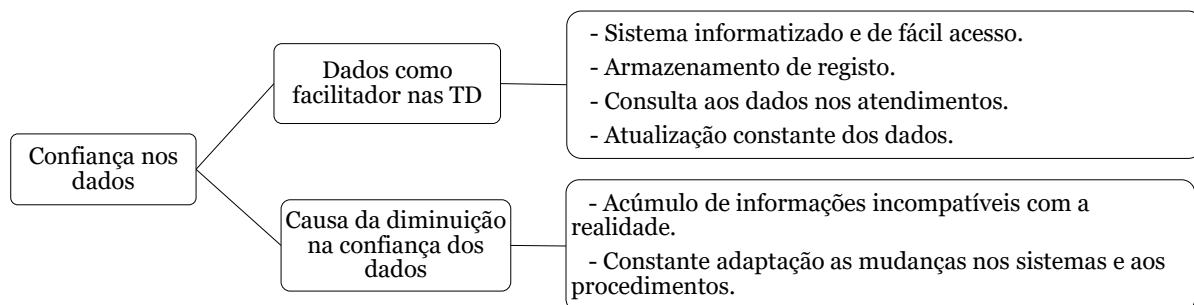 Confiança nos
dados
Dados como
facilitador nas TD
- Sistema informatizado e de fácil acesso.
- Armazenamento de registo.
- Consulta aos dados nos atendimentos.
- Atualização constante dos dados.
Causa da diminuição
na confiança dos
dados
- Acúmulo de informações incompatíveis com a
realidade.
- Constante adaptação as mudanças nos sistemas e aos
procedimentos.